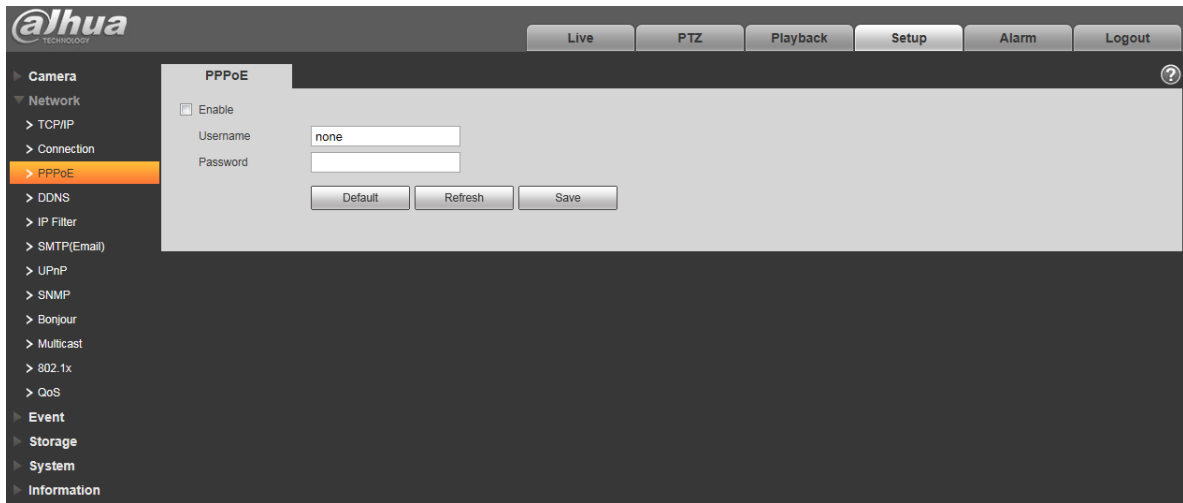 alhua
TECHNOLOGY
Live
PTZ
Playback
Setup
Alarm
Logout
Camera
Network
> TCP/IP
> Connection
> PPPoE
> DDNS
> IP Filter
> SMTP(Email)
> UPnP
> SNMP
> Bonjour
> Multicast
> 802.1x
> QoS
Event
Storage
System
Information
PPPoE
?
Enable
Username
none
Password
Default
Refresh
Save